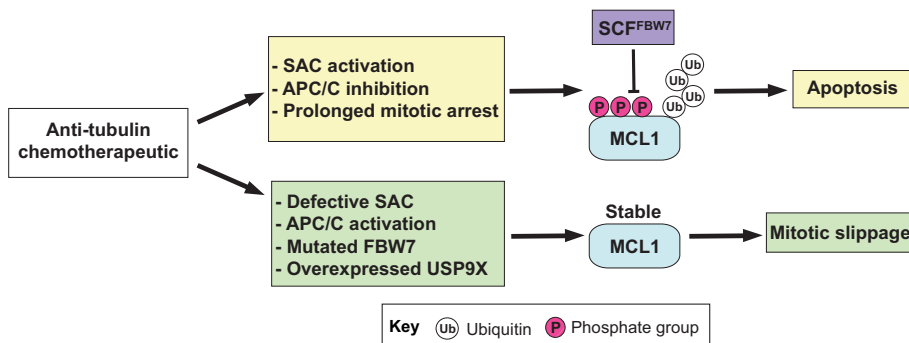 SCFFBW7
- SAC activation
- APC/C inhibition
- Prolonged mitotic arrest
Ub
Ub
Ub
Ub
P P P
MCL1
Apoptosis
Anti-tubulin
chemotherapeutic
- Defective SAC
- APC/C activation
- Mutated FBW7
- Overexpressed USP9X
Stable
MCL1
Mitotic slippage
Key Ub Ubiquitin P Phosphate group